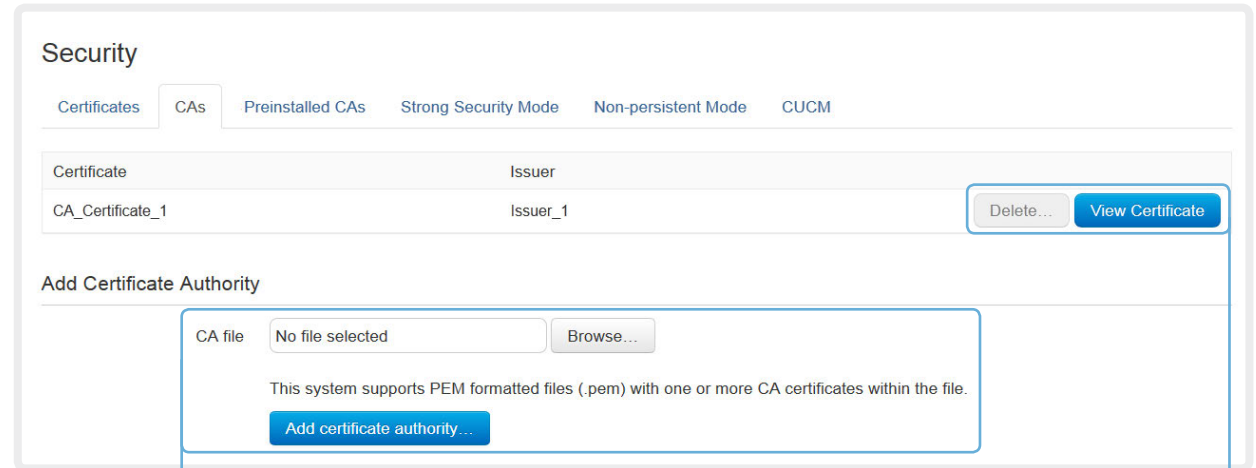 Security
Certificates CAs Preinstalled CAs Strong Security Mode Non-persistent Mode CUCM
Certificate Issuer
CA_Certificate_1 Issuer_1 Delete... View Certificate
Add Certificate Authority
CA file No file selected Browse...
This system supports PEM formatted files (.pem) with one or more CA certificates within the file.
Add certificate authority...